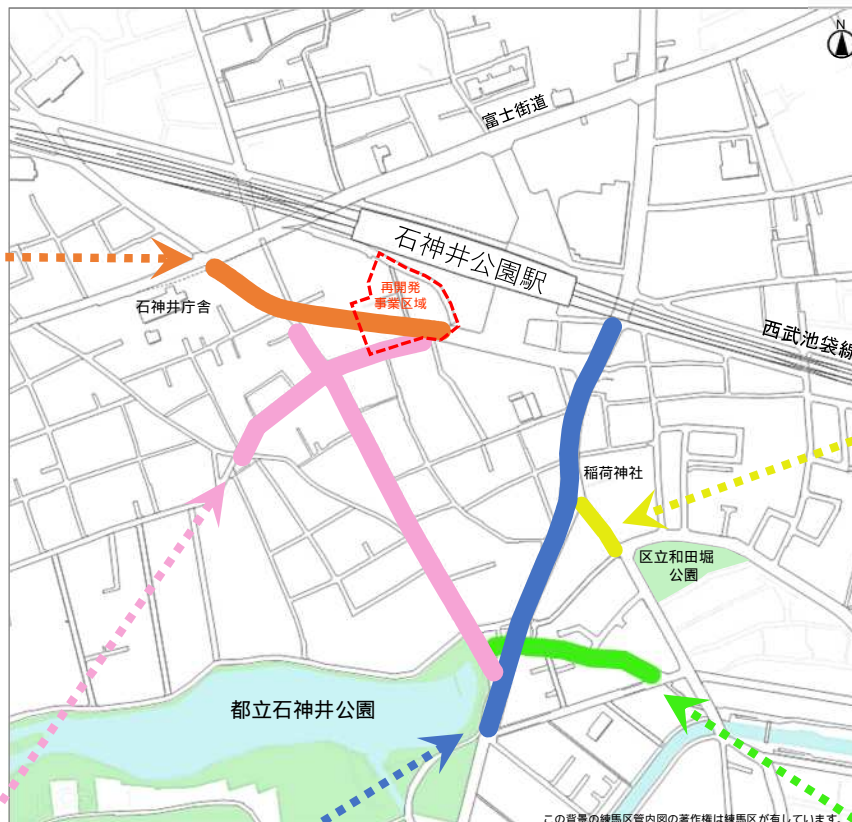 N
富士街道
石神井公園駅
再開発
事業区域
石神井庁舎
西武池袋線
稲荷神社
区立和田堀
公園
都立石神井公園
この背景の練馬区管内図の著作権は練馬区が有しています。